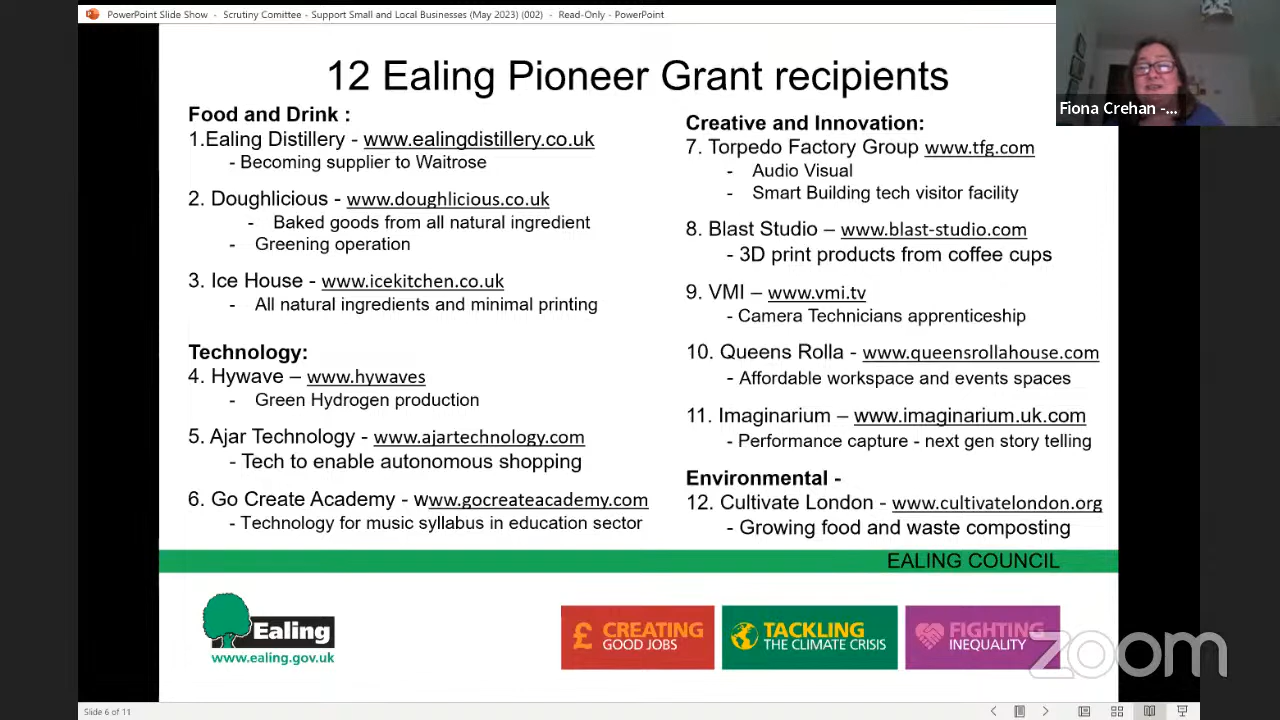 PowerPoint Slide Show - Scrutiny Comittee - Support Small and Local Businesses (May 2023) (002) - Read-Only - PowerPoint
Fiona Crehan -...
12 Ealing Pioneer Grant recipients
Food and Drink :
1.Ealing Distillery - www.ealingdistillery.co.uk
- Becoming supplier to Waitrose
2. Doughlicious - www.doughlicious.co.uk
- Baked goods from all natural ingredient
- Greening operation
3. Ice House - www.icekitchen.co.uk
- All natural ingredients and minimal printing
Technology:
4. Hywave – www.hywaves
- Green Hydrogen production
5. Ajar Technology - www.ajartechnology.com
- Tech to enable autonomous shopping
6. Go Create Academy - www.gocreateacademy.com
- Technology for music syllabus in education sector
Creative and Innovation:
7. Torpedo Factory Group www.tfg.com
- Audio Visual
- Smart Building tech visitor facility
8. Blast Studio – www.blast-studio.com
- 3D print products from coffee cups
9. VMI – www.vmi.tv
- Camera Technicians apprenticeship
10. Queens Rolla - www.queensrollahouse.com
- Affordable workspace and events spaces
11. Imaginarium – www.imaginarium.uk.com
- Performance capture - next gen story telling
Environmental -
12. Cultivate London - www.cultivatelondon.org
- Growing food and waste composting
EALING COUNCIL
Ealing
www.ealing.gov.uk
£ CREATING
GOOD JOBS
TACKLING
THE CLIMATE CRISIS
FIGHTING
INEQUALITY
zoom
Slide 6 of 11